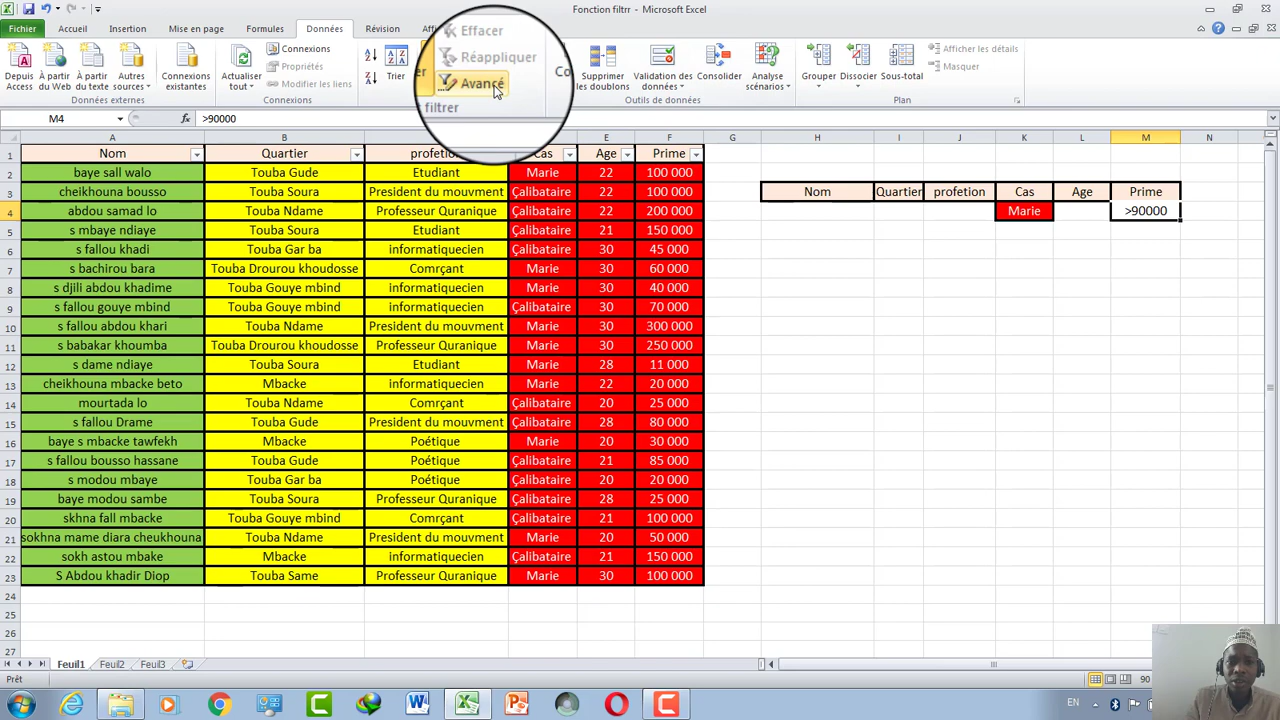 Fonction filtrr - Microsoft Excel
Fichier Accueil Insertion Mise en page Formules Données Révision
Effacer
Réappliquer
Avancé
filtrer
Depuis Access
À partir du Web
À partir du texte
Autres sources
Données externes
Connexions existantes
Actualiser tout
Connexions
Propriétés
Modifier les liens
Connexions
Trier
Supprimer les doublons
Validation des données
Consolider
Analyse scénarios
Outils de données
Grouper
Dissocier
Sous-total
Afficher les détails
Masquer
Plan
M4 fx >90000
A B C D E F G H I J K L M N
1 Nom Quartier profetion Cas Age Prime
2 baye sall walo Touba Gude Etudiant Marie 22 100 000
3 cheikhouna bousso Touba Soura President du mouvment Çalibataire 22 100 000 Nom Quartier profetion Cas Age Prime
4 abdou samad lo Touba Ndame Professeur Quranique Çalibataire 22 200 000 Marie >90000
5 s mbaye ndiaye Touba Soura Etudiant Çalibataire 21 150 000
6 s fallou khadi Touba Gar ba informatiquecien Çalibataire 30 45 000
7 s bachirou bara Touba Drourou khoudosse Comrçant Marie 30 60 000
8 s djili abdou khadime Touba Gouye mbind informatiquecien Marie 30 40 000
9 s fallou gouye mbind Touba Gouye mbind informatiquecien Çalibataire 30 70 000
10 s fallou abdou khari Touba Ndame President du mouvment Marie 30 300 000
11 s babakar khoumba Touba Drourou khoudosse Professeur Quranique Marie 30 250 000
12 s dame ndiaye Touba Soura Etudiant Marie 28 11 000
13 cheikhouna mbacke beto Mbacke informatiquecien Marie 22 20 000
14 mourtada lo Touba Ndame Comrçant Çalibataire 20 25 000
15 s fallou Drame Touba Gude President du mouvment Çalibataire 28 80 000
16 baye s mbacke tawfekh Mbacke Poétique Marie 20 30 000
17 s fallou bousso hassane Touba Gude Poétique Çalibataire 21 85 000
18 s modou mbaye Touba Gar ba Poétique Çalibataire 20 20 000
19 baye modou sambe Touba Soura Professeur Quranique Çalibataire 28 25 000
20 skhna fall mbacke Touba Gouye mbind Comrçant Çalibataire 21 100 000
21 sokhna mame diara cheukhouna Touba Ndame President du mouvment Marie 20 50 000
22 sokh astou mbake Mbacke informatiquecien Çalibataire 21 150 000
23 S Abdou khadir Diop Touba Same Professeur Quranique Marie 30 100 000
24
25
26
27
Feuil1 Feuil2 Feuil3
Prêt 90
EN